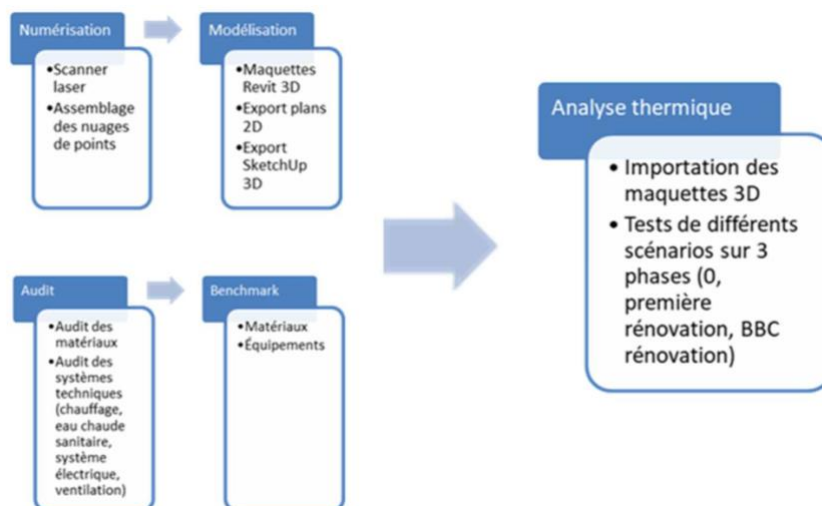 Numérisation
• Scanner
laser
• Assemblage
des nuages
de points
Modélisation
• Maquettes
Revit 3D
• Export plans
2D
• Export
SketchUp
3D
Audit
• Audit des
matériaux
• Audit des
systèmes
techniques
(chauffage,
eau chaude
sanitaire,
système
électrique,
ventilation)
Benchmark
• Matériaux
• Équipements
Analyse thermique
• Importation des
maquettes 3D
• Tests de différents
scénarios sur 3
phases (0,
première
rénovation, BBC
rénovation)